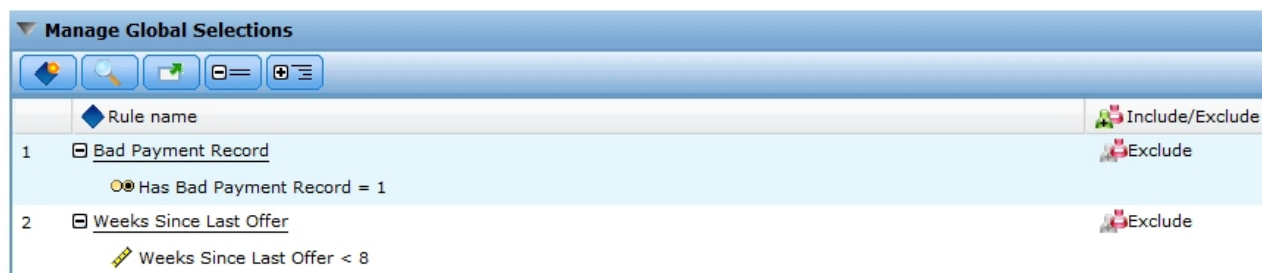 Manage Global Selections
Rule name Include/Exclude
1 Bad Payment Record Exclude
Has Bad Payment Record = 1
2 Weeks Since Last Offer Exclude
Weeks Since Last Offer < 8